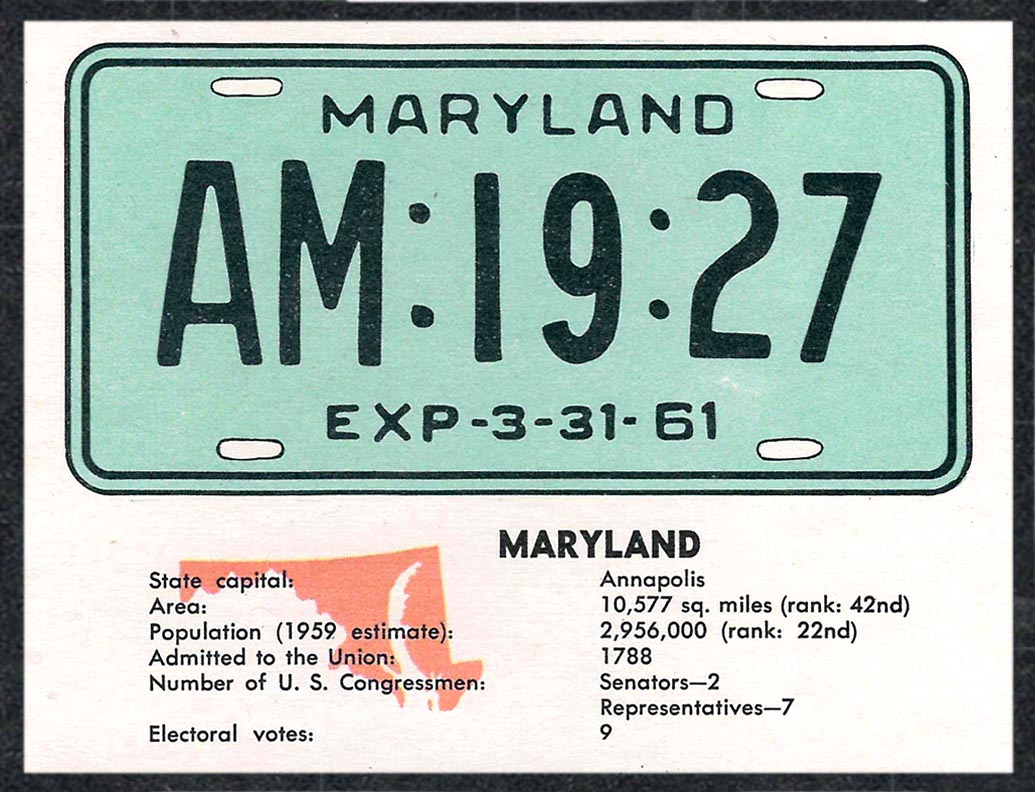 MARYLAND
AM:19:27
EXP-3-31-61
MARYLAND
State capital: Annapolis
Area: 10,577 sq. miles (rank: 42nd)
Population (1959 estimate): 2,956,000 (rank: 22nd)
Admitted to the Union: 1788
Number of U. S. Congressmen: Senators—2
Representatives—7
Electoral votes: 9